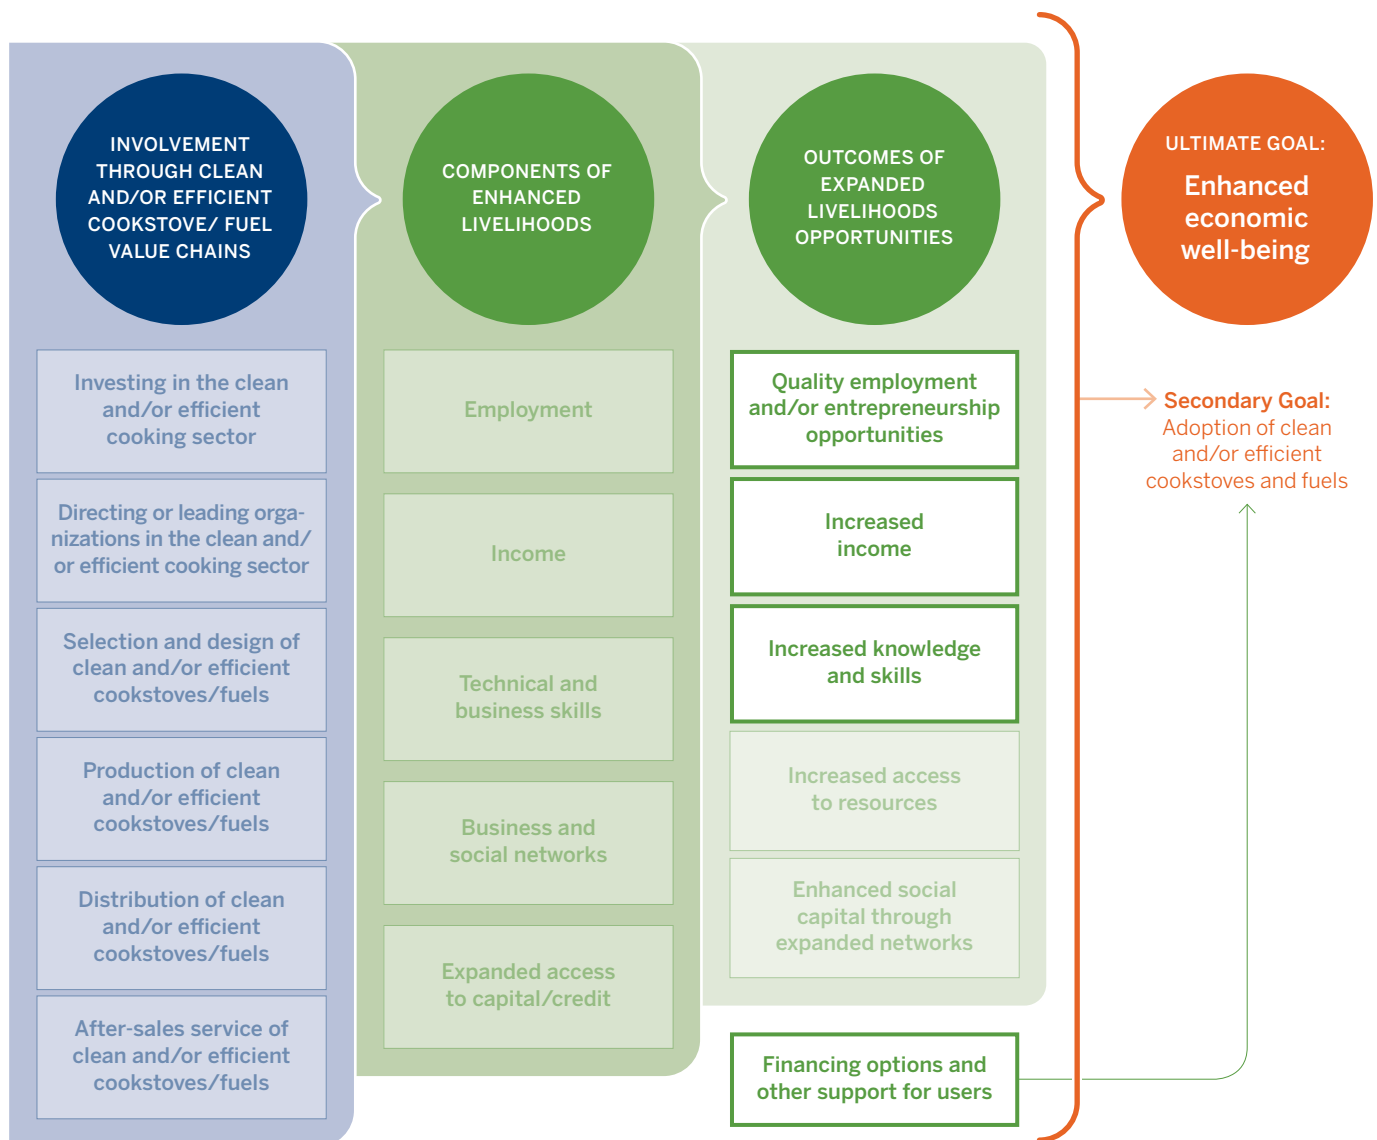 INVOLVEMENT
THROUGH CLEAN
AND/OR EFFICIENT
COOKSTOVE/ FUEL
VALUE CHAINS
Investing in the clean
and/or efficient
cooking sector
Directing or leading orga-
nizations in the clean and/
or efficient cooking sector
Selection and design of
clean and/or efficient
cookstoves/fuels
Production of clean
and/or efficient
cookstoves/fuels
Distribution of clean
and/or efficient
cookstoves/fuels
After-sales service of
clean and/or efficient
cookstoves/fuels
COMPONENTS OF
ENHANCED
LIVELIHOODS
Employment
Income
Technical and
business skills
Business and
social networks
Expanded access
to capital/credit
OUTCOMES OF
EXPANDED
LIVELIHOODS
OPPORTUNITIES
Quality employment
and/or entrepreneurship
opportunities
Increased
income
Increased knowledge
and skills
Increased access
to resources
Enhanced social
capital through
expanded networks
Financing options and
other support for users
ULTIMATE GOAL:
Enhanced
economic
well-being
Secondary Goal:
Adoption of clean
and/or efficient
cookstoves and fuels